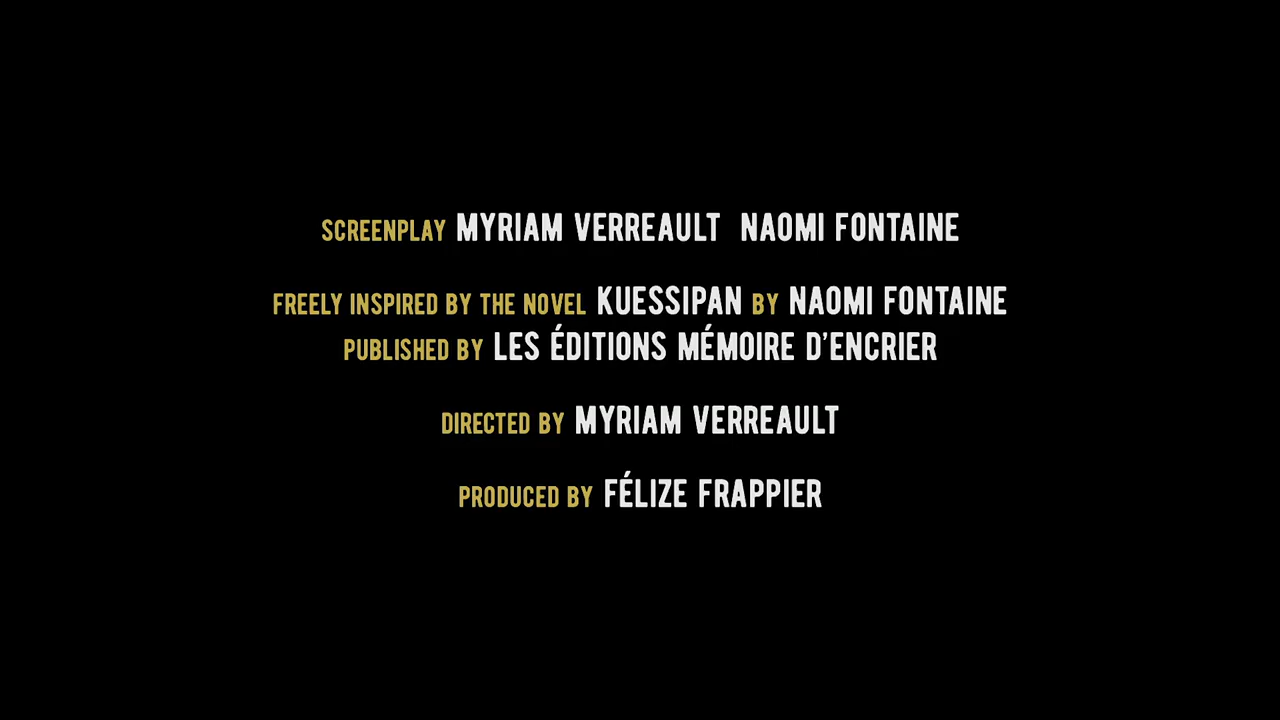 SCREENPLAY MYRIAM VERREAULT NAOMI FONTAINE
FREELY INSPIRED BY THE NOVEL KUESSIPAN BY NAOMI FONTAINE
PUBLISHED BY LES ÉDITIONS MÉMOIRE D'ENCRIER
DIRECTED BY MYRIAM VERREAULT
PRODUCED BY FÉLIZE FRAPPIER